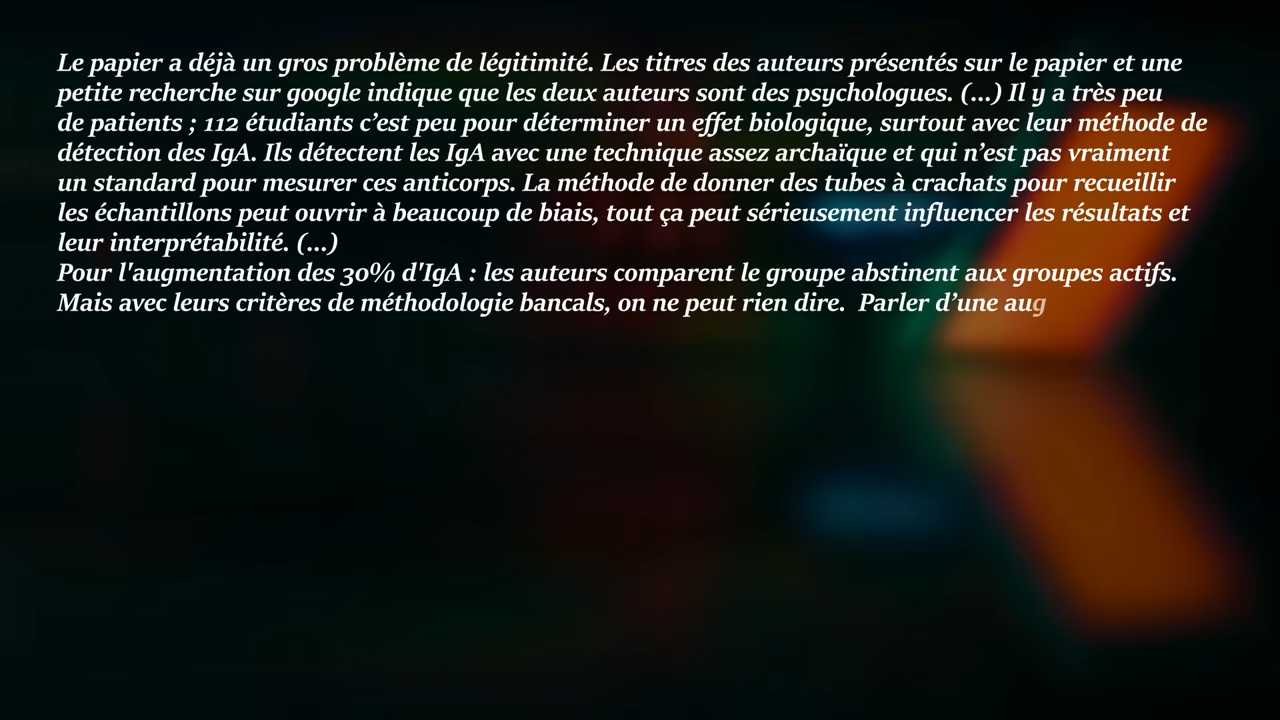 Le papier a déjà un gros problème de légitimité. Les titres des auteurs présentés sur le papier et une
petite recherche sur google indique que les deux auteurs sont des psychologues. (...) Il y a très peu
de patients ; 112 étudiants c’est peu pour déterminer un effet biologique, surtout avec leur méthode de
détection des IgA. Ils détectent les IgA avec une technique assez archaïque et qui n’est pas vraiment
un standard pour mesurer ces anticorps. La méthode de donner des tubes à crachats pour recueillir
les échantillons peut ouvrir à beaucoup de biais, tout ça peut sérieusement influencer les résultats et
leur interprétabilité. (...)
Pour l'augmentation des 30% d'IgA : les auteurs comparent le groupe abstinent aux groupes actifs.
Mais avec leurs critères de méthodologie bancals, on ne peut rien dire.  Parler d’une aug